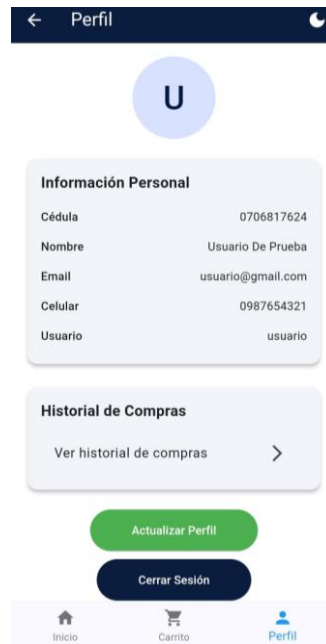 Perfil
U
Información Personal
Cédula 0706817624
Nombre Usuario De Prueba
Email usuario@gmail.com
Celular 0987654321
Usuario usuario
Historial de Compras
Ver historial de compras
Actualizar Perfil
Cerrar Sesión
Inicio Carrito Perfil